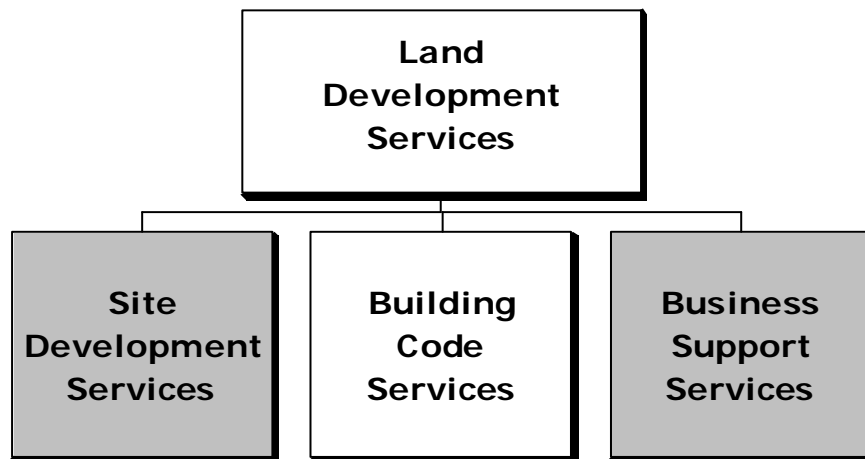 Land
Development
Services
Site
Development
Services
Building
Code
Services
Business
Support
Services